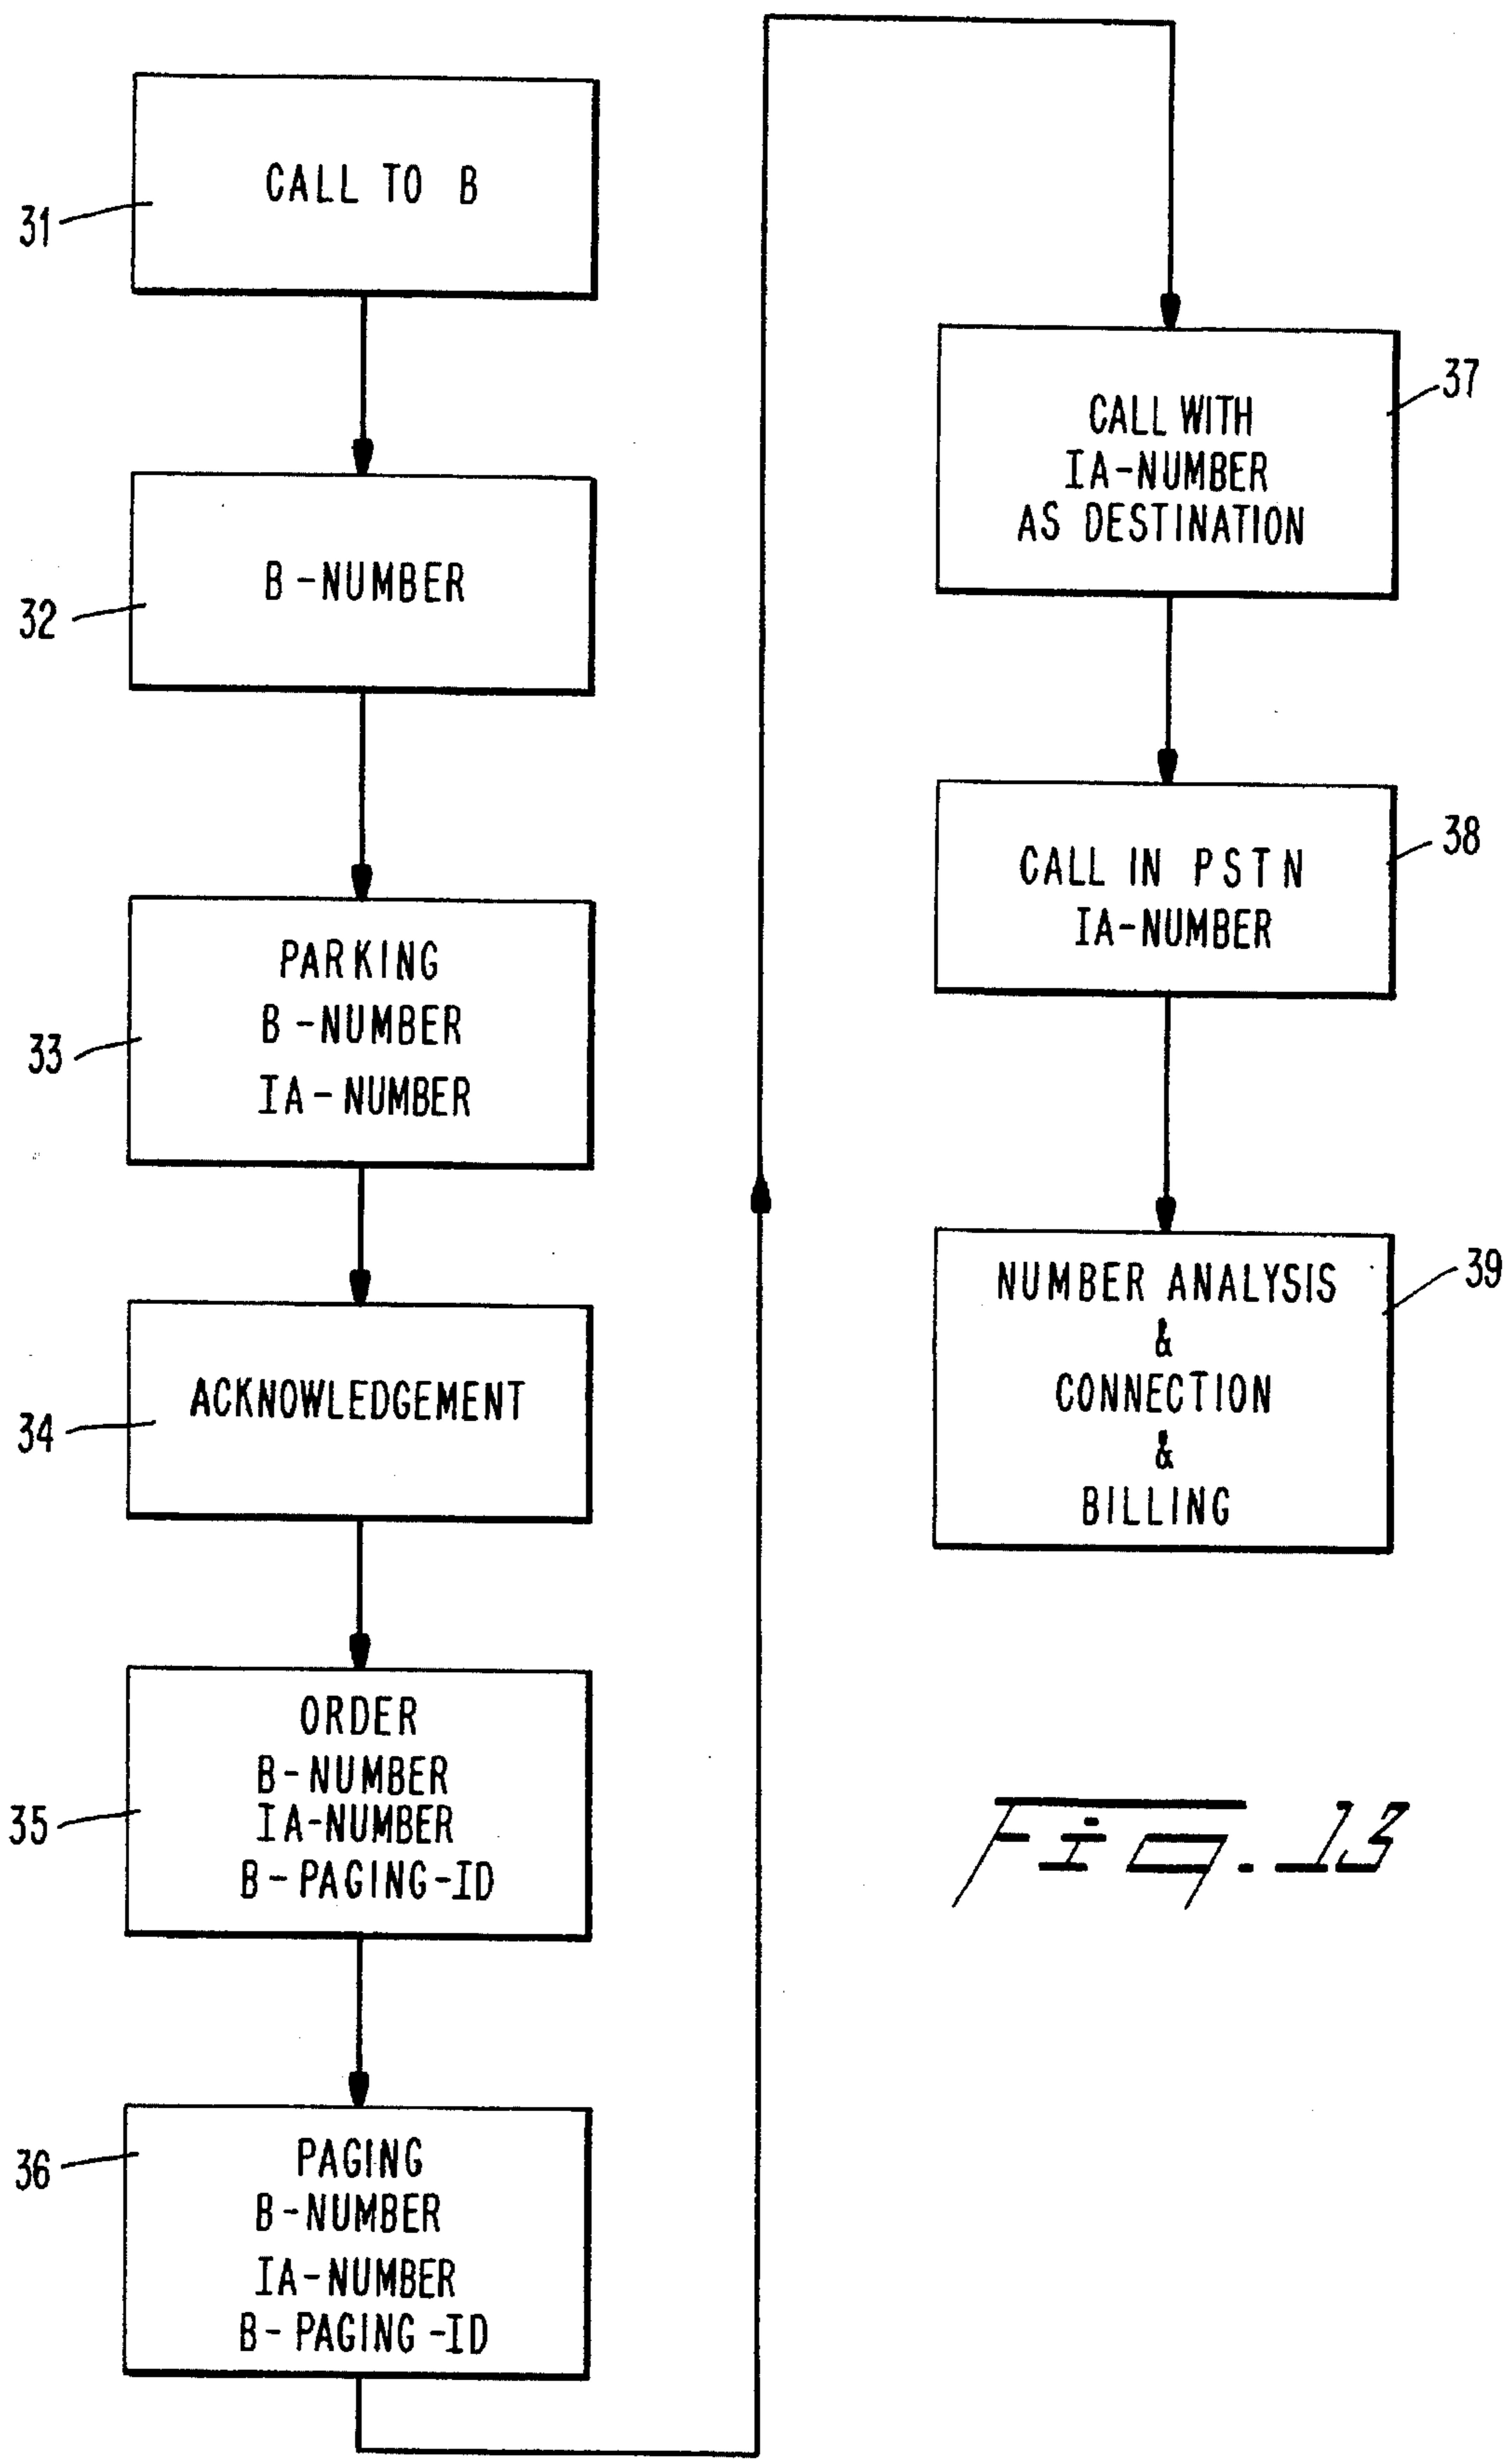 CALL TO B
31
B-NUMBER
32
PARKING
B-NUMBER
IA-NUMBER
33
ACKNOWLEDGEMENT
34
ORDER
B-NUMBER
IA-NUMBER
B-PAGING-ID
35
PAGING
B-NUMBER
IA-NUMBER
B-PAGING-ID
36
CALL WITH
IA-NUMBER
AS DESTINATION
37
CALL IN PSTN
IA-NUMBER
38
NUMBER ANALYSIS
&
CONNECTION
&
BILLING
39
Fig. 13